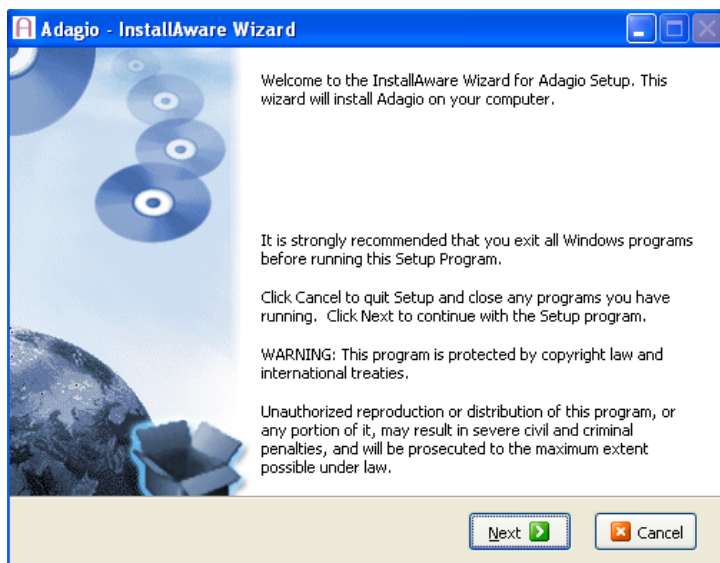 Adagio - InstallAware Wizard
Welcome to the InstallAware Wizard for Adagio Setup. This
wizard will install Adagio on your computer.
It is strongly recommended that you exit all Windows programs
before running this Setup Program.
Click Cancel to quit Setup and close any programs you have
running.  Click Next to continue with the Setup program.
WARNING: This program is protected by copyright law and
international treaties.
Unauthorized reproduction or distribution of this program, or
any portion of it, may result in severe civil and criminal
penalties, and will be prosecuted to the maximum extent
possible under law.
Next
Cancel